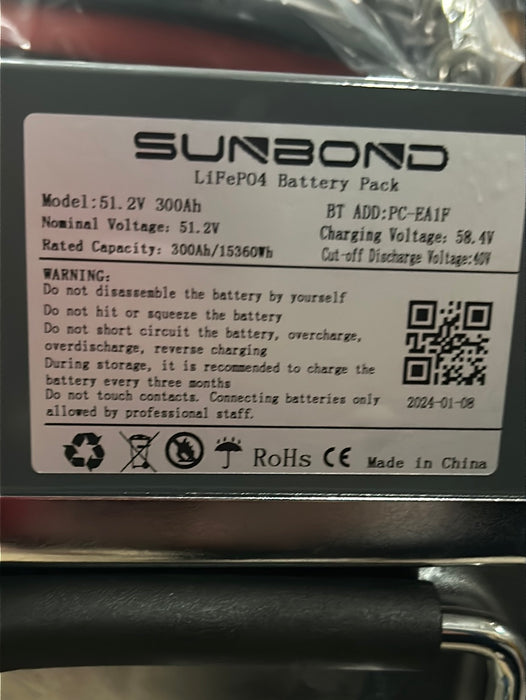 SUNBOND
LiFePO4 Battery Pack
Model:51.2V 300Ah
BT ADD:PC-EA1F
Nominal Voltage: 51.2V
Charging Voltage: 58.4V
Rated Capacity: 300Ah/15360Wh
Cut-off Discharge Voltage:40V
WARNING:
Do not disassemble the battery by yourself
Do not hit or squeeze the battery
Do not short circuit the battery, overcharge,
overdischarge, reverse charging
During storage, it is recommended to charge the
battery every three months
Do not touch contacts. Connecting batteries only
allowed by professional staff.
2024-01-08
RoHs CE Made in China